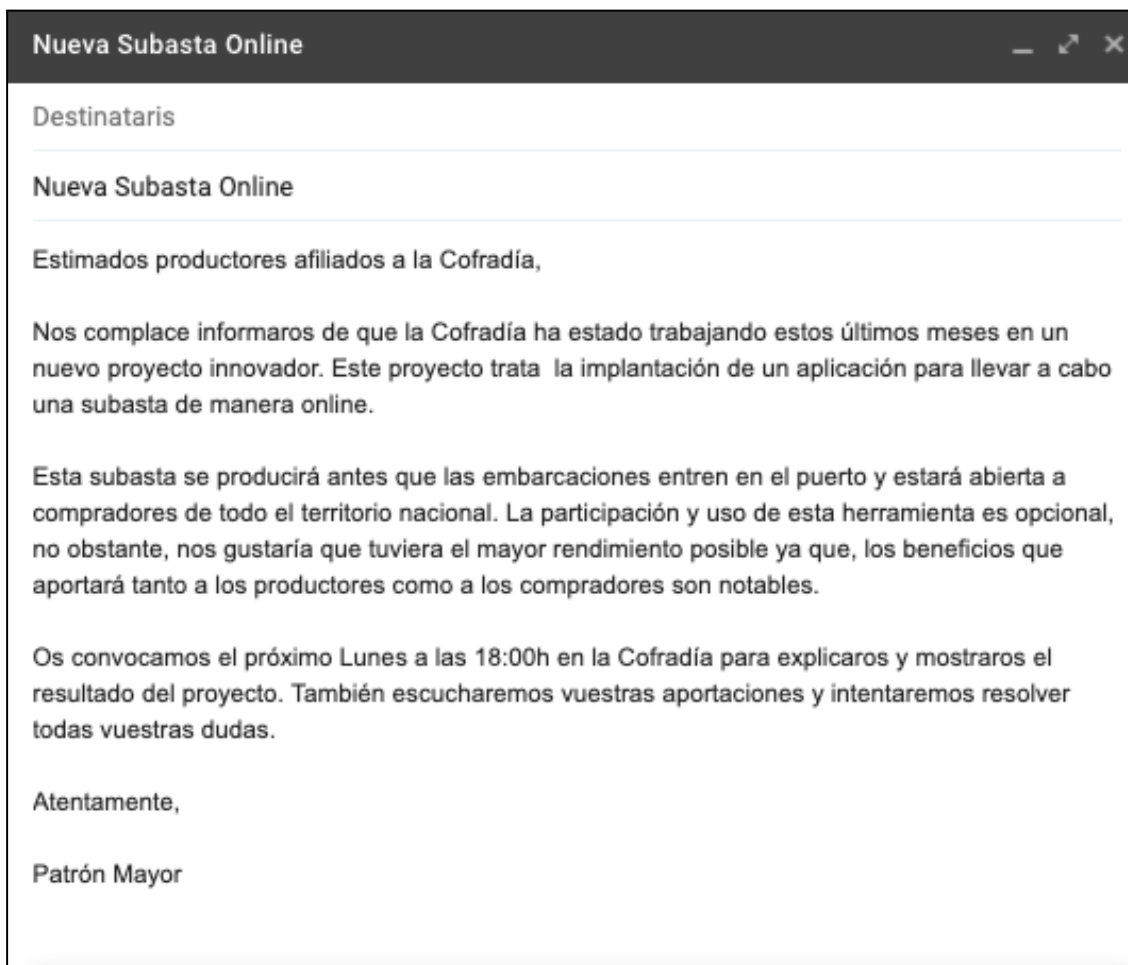 Nueva Subasta Online
Destinataris
Nueva Subasta Online
Estimados productores afiliados a la Cofradía,
Nos complace informaros de que la Cofradía ha estado trabajando estos últimos meses en un
nuevo proyecto innovador. Este proyecto trata  la implantación de un aplicación para llevar a cabo
una subasta de manera online.
Esta subasta se producirá antes que las embarcaciones entren en el puerto y estará abierta a
compradores de todo el territorio nacional. La participación y uso de esta herramienta es opcional,
no obstante, nos gustaría que tuviera el mayor rendimiento posible ya que, los beneficios que
aportará tanto a los productores como a los compradores son notables.
Os convocamos el próximo Lunes a las 18:00h en la Cofradía para explicaros y mostraros el
resultado del proyecto. También escucharemos vuestras aportaciones y intentaremos resolver
todas vuestras dudas.
Atentamente,
Patrón Mayor